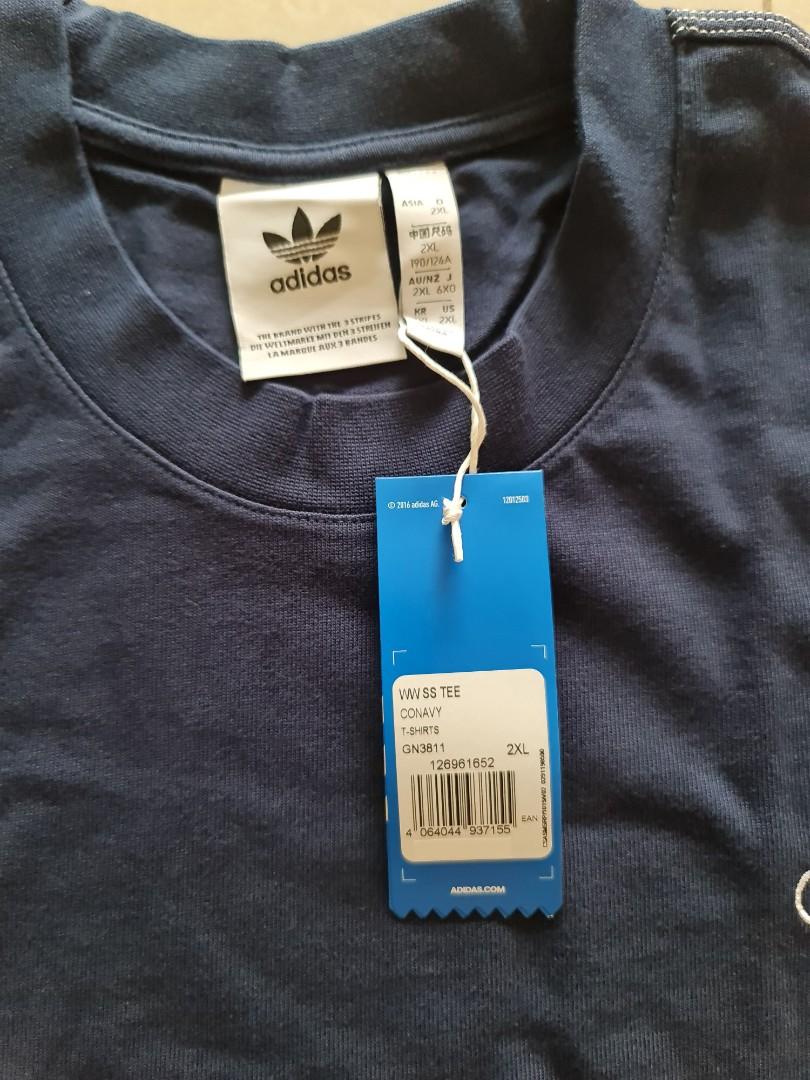 adidas
THE BRAND WITH THE 3 STRIPES
DIE WELTMARKE MIT DEN 3 STREIFEN
LA MARQUE AUX 3 BANDES
ASIA D
2XL
中国尺码
2XL
190/124A
AU/NZ J
2XL 6XO
KR US
2XL
© 2016 adidas AG. 12012503
WW SS TEE
CONAVY
T-SHIRTS
GN3811 2XL
126961652
4 064044 937155 EAN
ADIDAS.COM